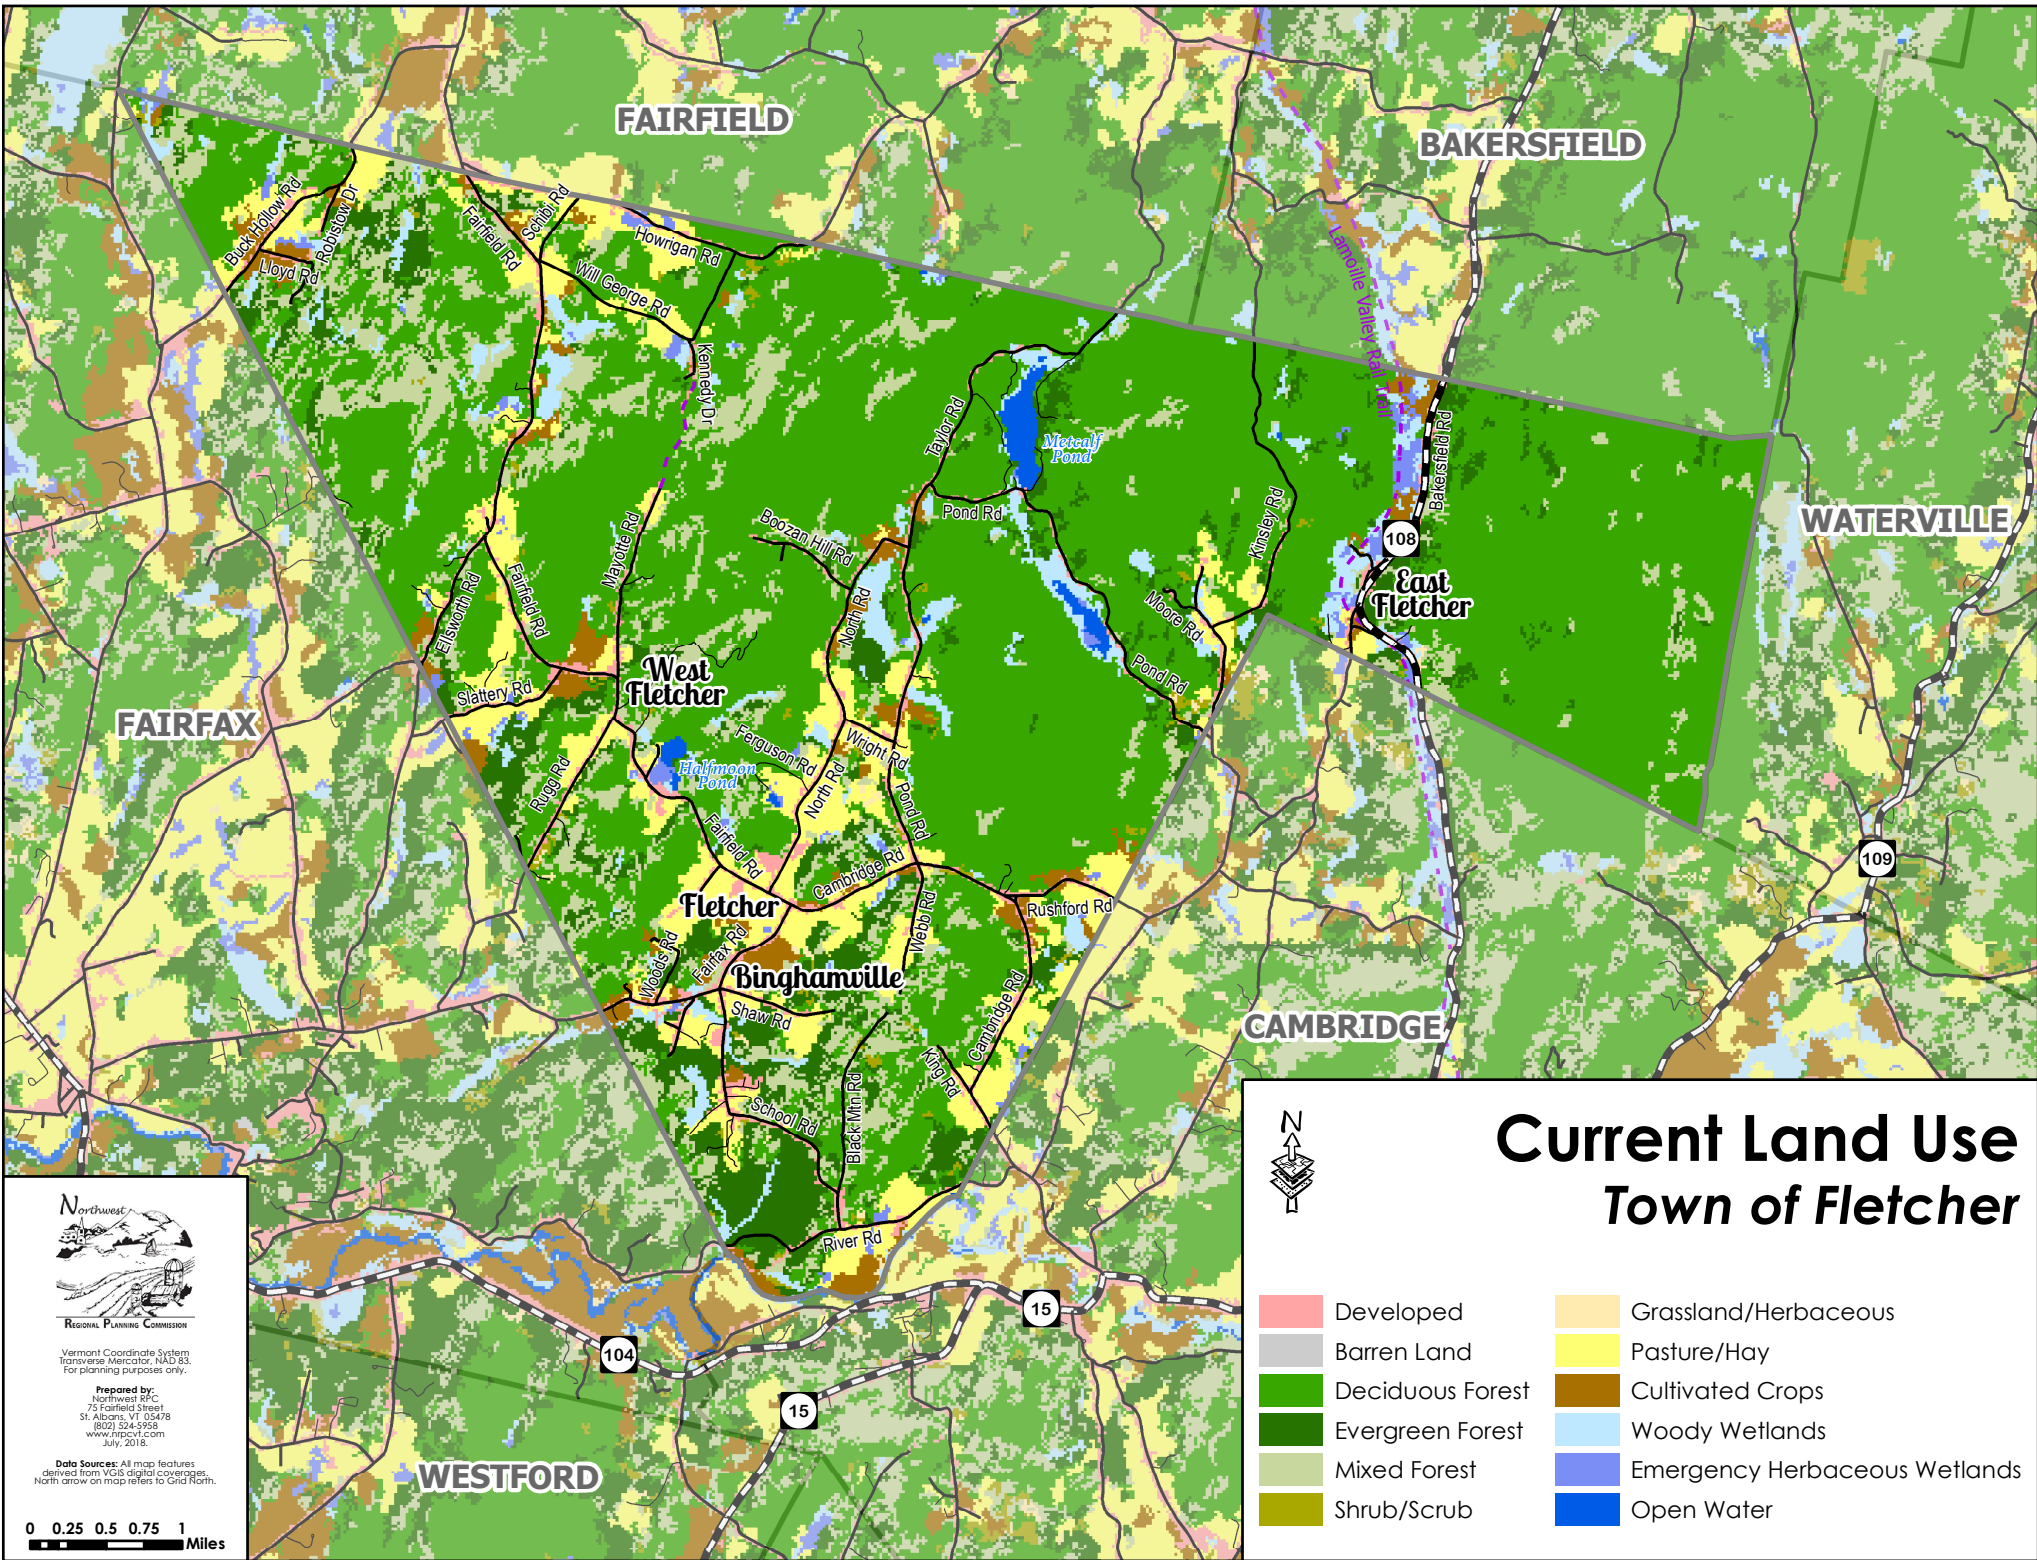 FAIRFIELD
BAKERSFIELD
Buck Hollow Rd
Robistow Dr
Lloyd Rd
Fairfield Rd
Schibi Rd
Howrigan Rd
Will George Rd
Kennedy Dr
Lamoille Valley Rail Trail
Taylor Rd
Metcalf
Pond
Bakersfield Rd
Pond Rd
Kinsley Rd
WATERVILLE
Boozan Hill Rd
Mayotte Rd
108
East
Fletcher
Ellsworth Rd
Fairfield Rd
North Rd
Moore Rd
Pond Rd
West
Fletcher
Slattery Rd
FAIRFAX
Ferguson Rd
Wright Rd
Halfmoon
Pond
Rugg Rd
North Rd
Pond Rd
Fairfield Rd
109
Cambridge Rd
Fletcher
Webb Rd
Rushford Rd
Woods Rd
Fairfax Rd
Binghamville
Shaw Rd
Cambridge Rd
CAMBRIDGE
King Rd
Black Mtn Rd
School Rd
River Rd
15
104
15
WESTFORD
Northwest
REGIONAL PLANNING COMMISSION
Vermont Coordinate System
Transverse Mercator, NAD 83.
For planning purposes only.
Prepared by:
Northwest RPC
75 Fairfield Street
St. Albans, VT 05478
(802) 524-5958
www.nrpcvt.com
July, 2018.
Data Sources: All map features
derived from VGIS digital coverages.
North arrow on map refers to Grid North.
0 0.25 0.5 0.75 1
Miles
N
Current Land Use
Town of Fletcher
Developed
Barren Land
Deciduous Forest
Evergreen Forest
Mixed Forest
Shrub/Scrub
Grassland/Herbaceous
Pasture/Hay
Cultivated Crops
Woody Wetlands
Emergency Herbaceous Wetlands
Open Water